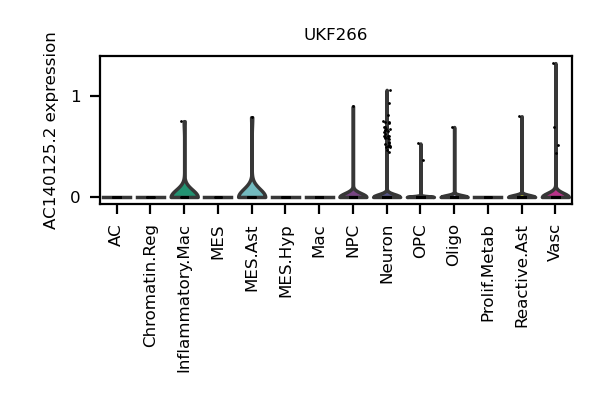 UKF266
AC140125.2 expression
1
0
AC
Chromatin.Reg
Inflammatory.Mac
MES
MES.Ast
MES.Hyp
Mac
NPC
Neuron
OPC
Oligo
Prolif.Metab
Reactive.Ast
Vasc